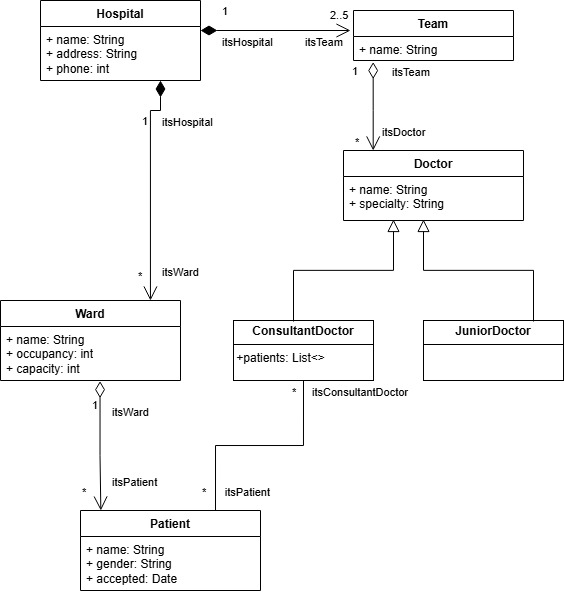 Hospital
+ name: String
+ address: String
+ phone: int
1
2..5
itsHospital
itsTeam
Team
+ name: String
1
itsTeam
itsDoctor
*
1
itsHospital
*
itsWard
Doctor
+ name: String
+ specialty: String
Ward
+ name: String
+ occupancy: int
+ capacity: int
ConsultantDoctor
+patients: List<>
JuniorDoctor
1
itsWard
*
itsConsultantDoctor
*
itsPatient
*
itsPatient
Patient
+ name: String
+ gender: String
+ accepted: Date